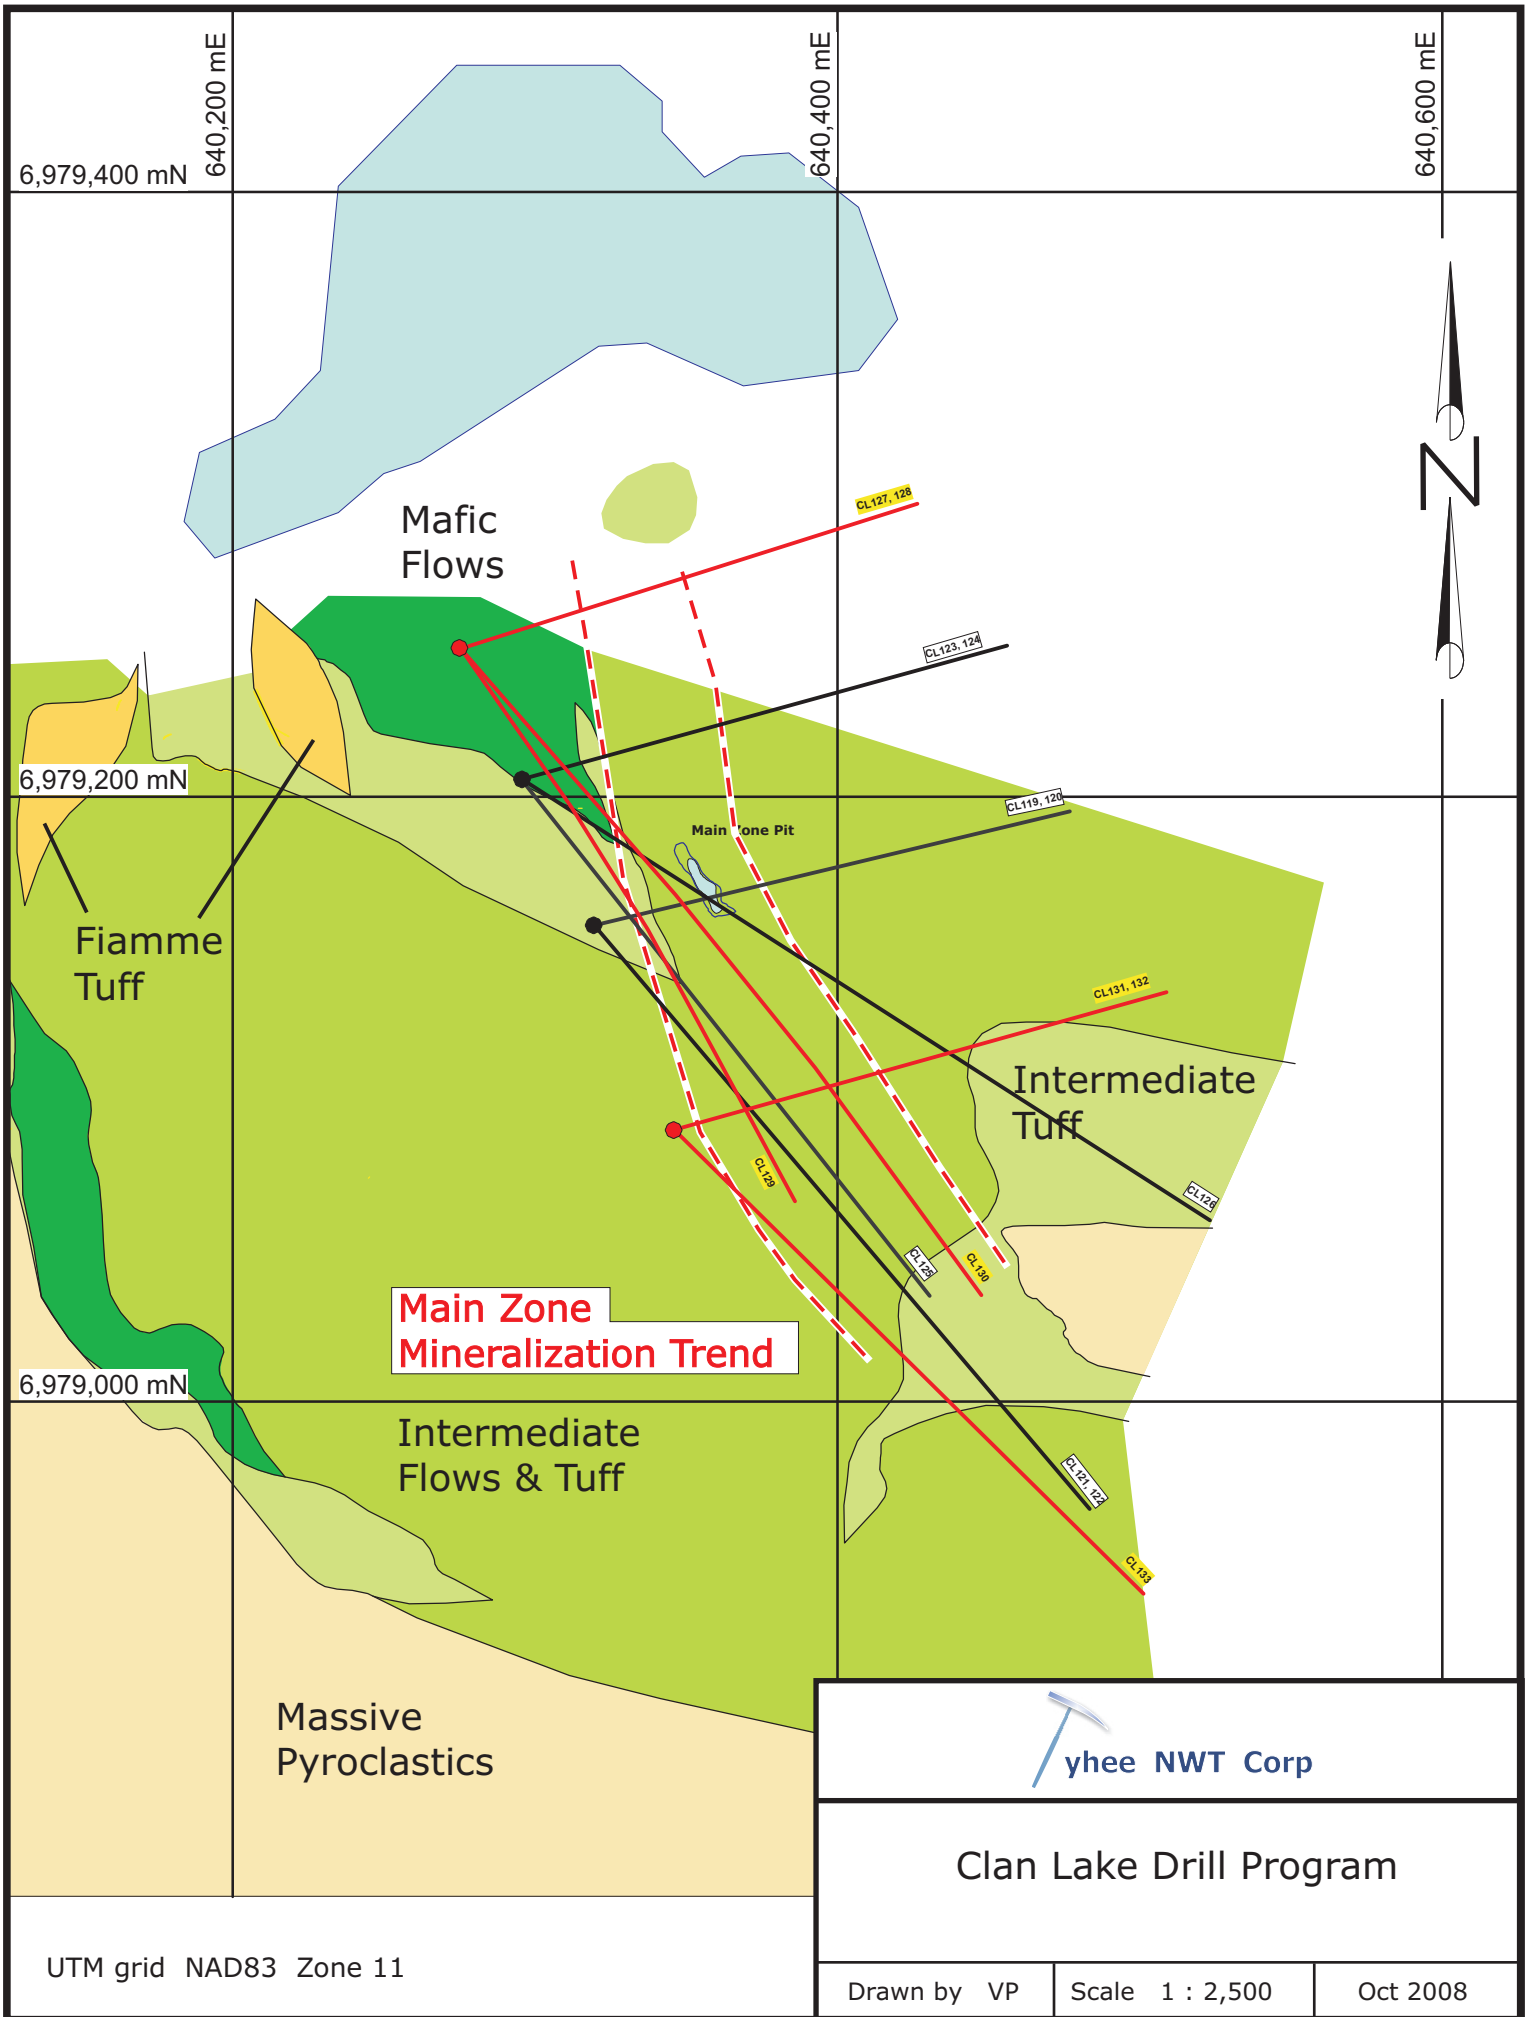 640,200 mE
640,400 mE
640,600 mE
6,979,400 mN
N
CL127, 128
Mafic
Flows
CL123, 124
6,979,200 mN
CL119, 120
Main Zone Pit
Fiamme
Tuff
CL131, 132
Intermediate
Tuff
CL129
CL126
CL125
CL130
Main Zone
Mineralization Trend
6,979,000 mN
Intermediate
Flows & Tuff
CL121, 122
CL133
Massive
Pyroclastics
yhee NWT Corp
Clan Lake Drill Program
UTM grid NAD83 Zone 11
Drawn by VP
Scale 1 : 2,500
Oct 2008